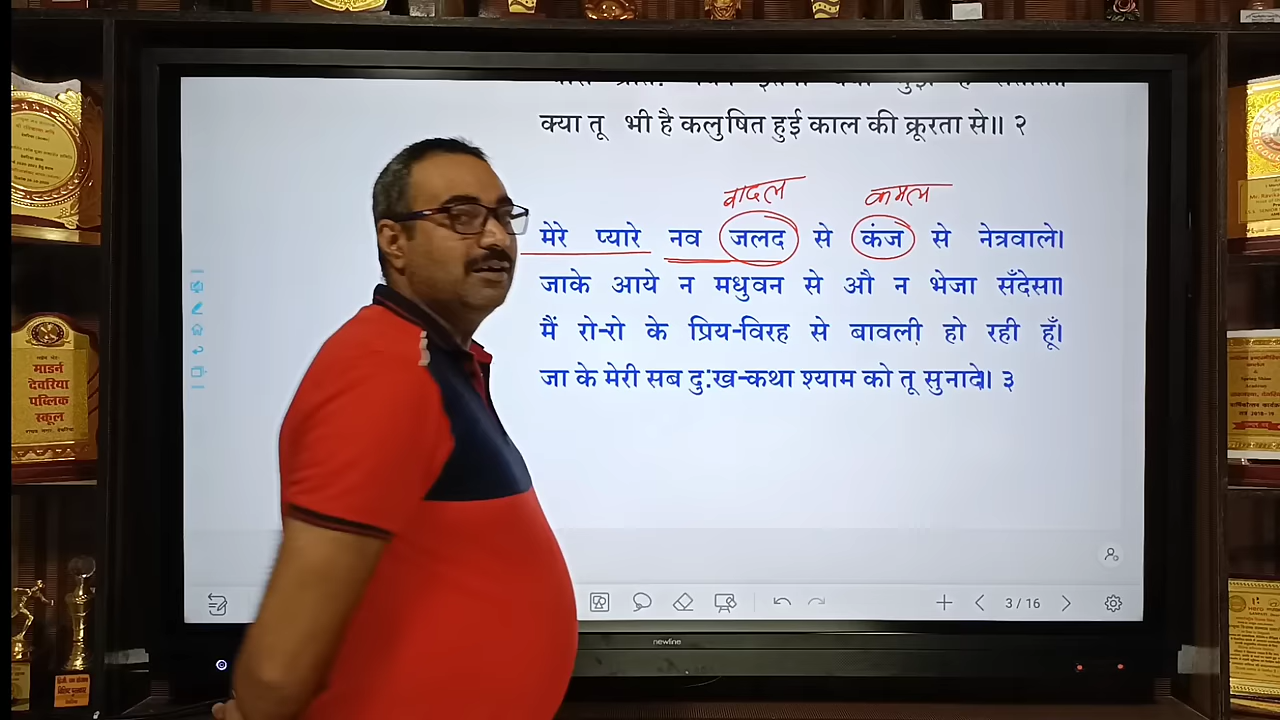 क्या तू भी है कलुषित हुई काल की क्रूरता से॥ २
बादल कमल
मेरे प्यारे नव जलद से कंज से नेत्रवाले।
जाके आये न मधुवन से औ न भेजा सँदेसा।
मैं रो-रो के प्रिय-विरह से बावली हो रही हूँ।
जा के मेरी सब दु:ख-कथा श्याम को तू सुनादे। ३
3 / 16
newline
मार्डन
देवरिया
पब्लिक
स्कूल